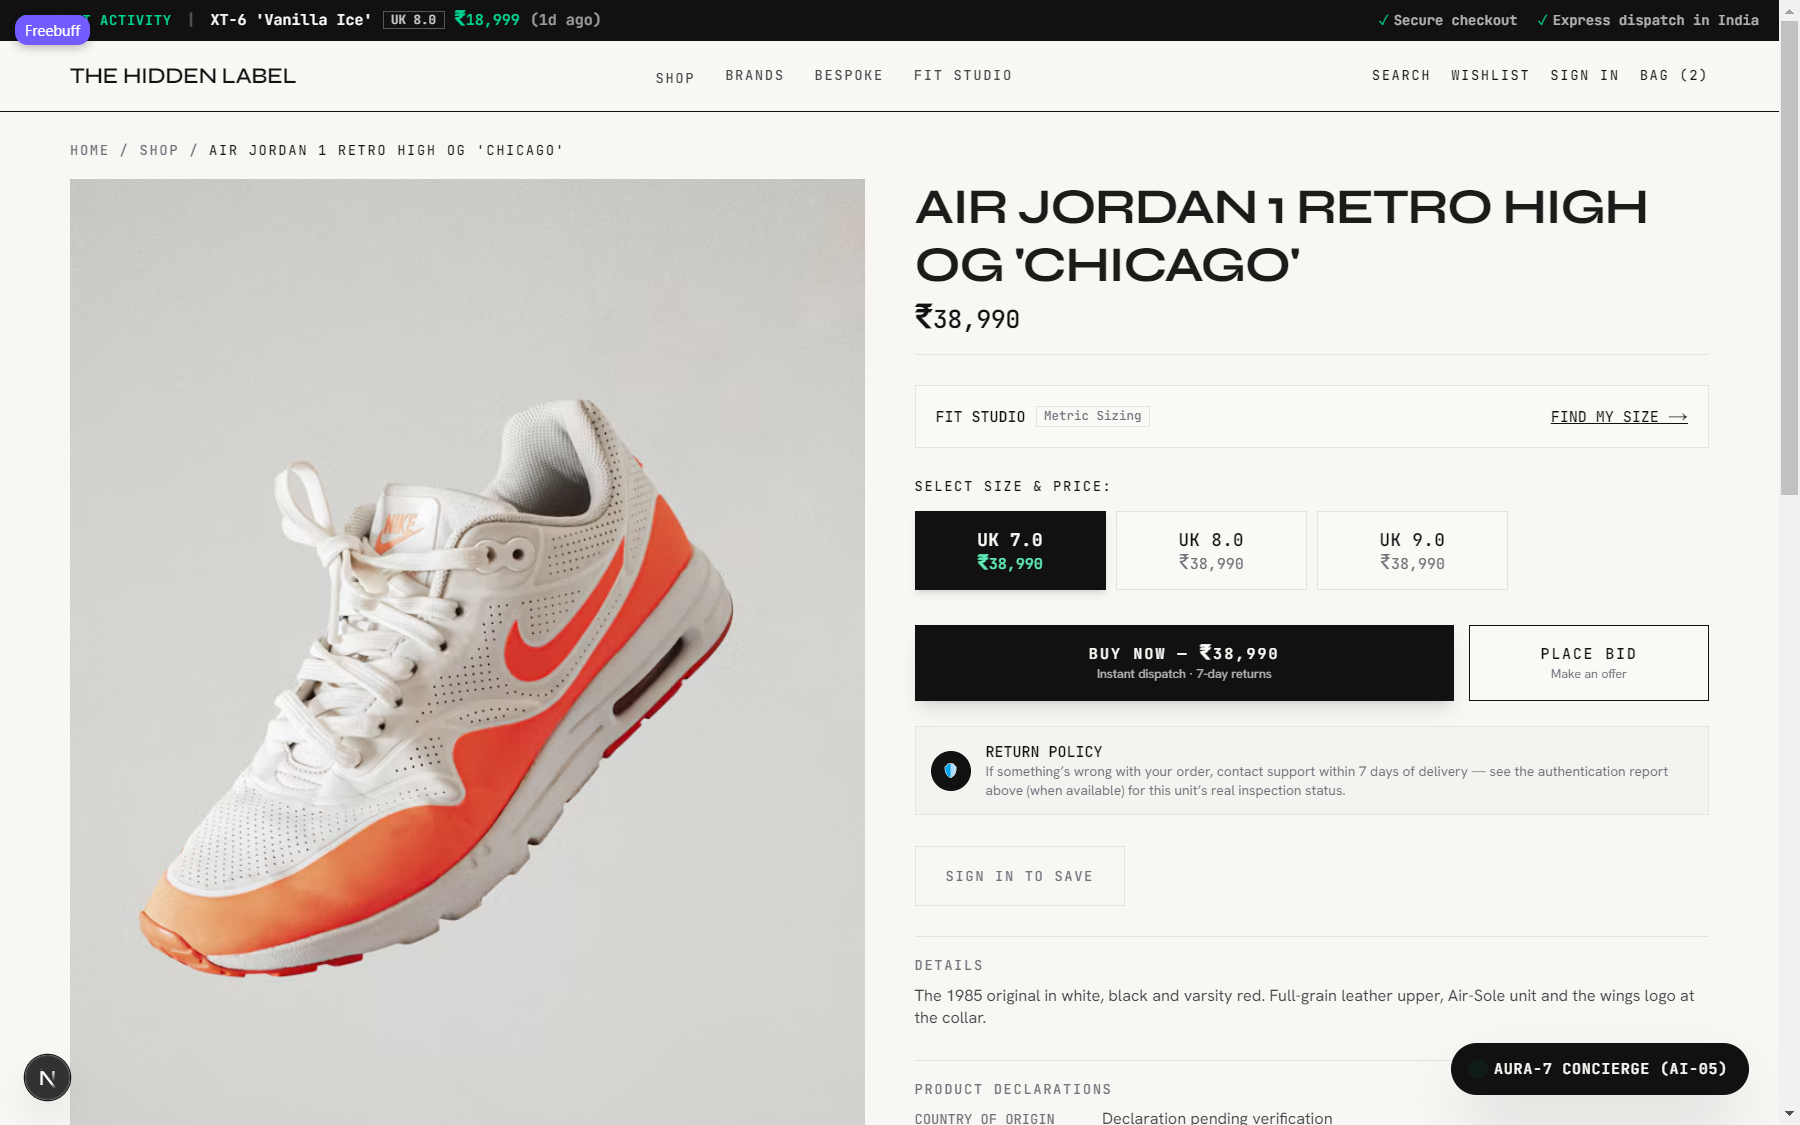 Freebuff
ACTIVITY | XT-6 'Vanilla Ice' UK 8.0 ₹18,999 (1d ago)
✓ Secure checkout ✓ Express dispatch in India
THE HIDDEN LABEL
SHOP BRANDS BESPOKE FIT STUDIO
SEARCH WISHLIST SIGN IN BAG (2)
HOME / SHOP / AIR JORDAN 1 RETRO HIGH OG 'CHICAGO'
NIKE
AIR JORDAN 1 RETRO HIGH
OG 'CHICAGO'
₹38,990
FIT STUDIO Metric Sizing FIND MY SIZE →
SELECT SIZE & PRICE:
UK 7.0 UK 8.0 UK 9.0
₹38,990 ₹38,990 ₹38,990
BUY NOW — ₹38,990
Instant dispatch · 7-day returns
PLACE BID
Make an offer
RETURN POLICY
If something's wrong with your order, contact support within 7 days of delivery — see the authentication report
above (when available) for this unit's real inspection status.
SIGN IN TO SAVE
DETAILS
The 1985 original in white, black and varsity red. Full-grain leather upper, Air-Sole unit and the wings logo at
the collar.
PRODUCT DECLARATIONS
COUNTRY OF ORIGIN Declaration pending verification
AURA-7 CONCIERGE (AI-05)
N